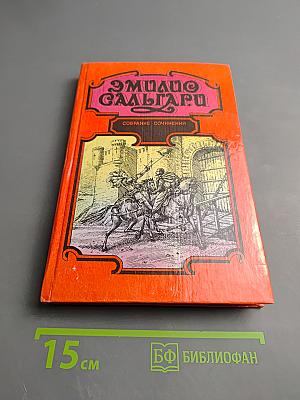 ЭМИЛИО
САЛЬГАРИ
СОБРАНИЕ СОЧИНЕНИЙ
15 см
БФ БИБЛИОФАН